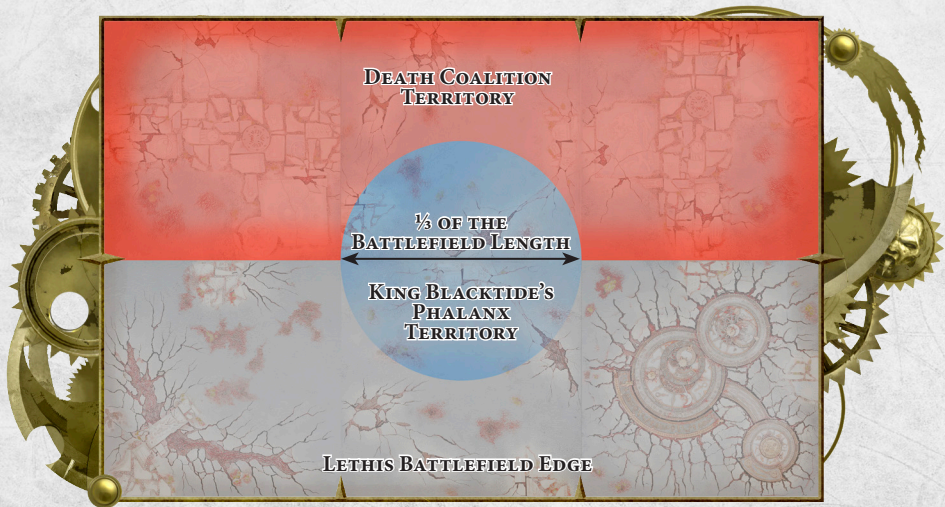 Death Coalition
Territory
⅓ of the
Battlefield Length
King Blacktide's
Phalanx
Territory
Lethis Battlefield Edge